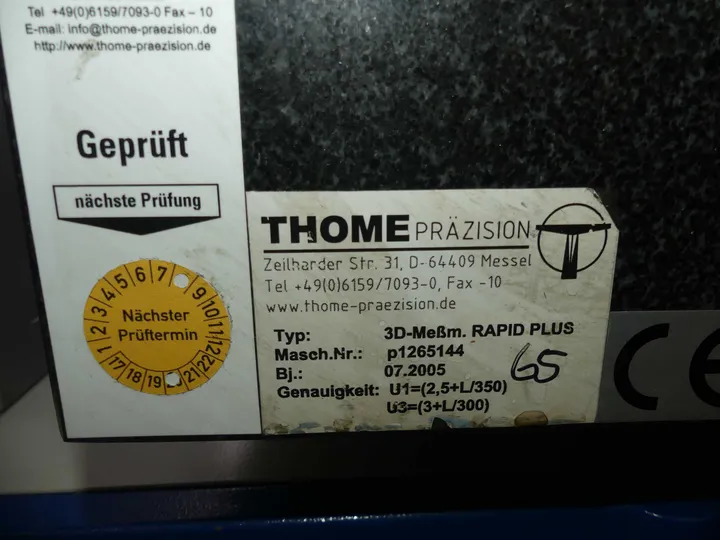 Tel +49(0)6159/7093-0 Fax – 10
E-mail: info@thome-praezision.de
http://www.thome-praezision.de
Geprüft
nächste Prüfung
1 2 3 4 5 6 7 9 10 11 12
Nächster
Prüftermin
17 18 19 21 22
THOME PRÄZISION
Zeilharder Str. 31, D-64409 Messel
Tel +49(0)6159/7093-0, Fax -10
www.thome-praezision.de
Typ: 3D-Meßm. RAPID PLUS
Masch.Nr.: p1265144
Bj.: 07.2005
Genauigkeit: U1=(2,5+L/350)
U3=(3+L/300)
65
CE